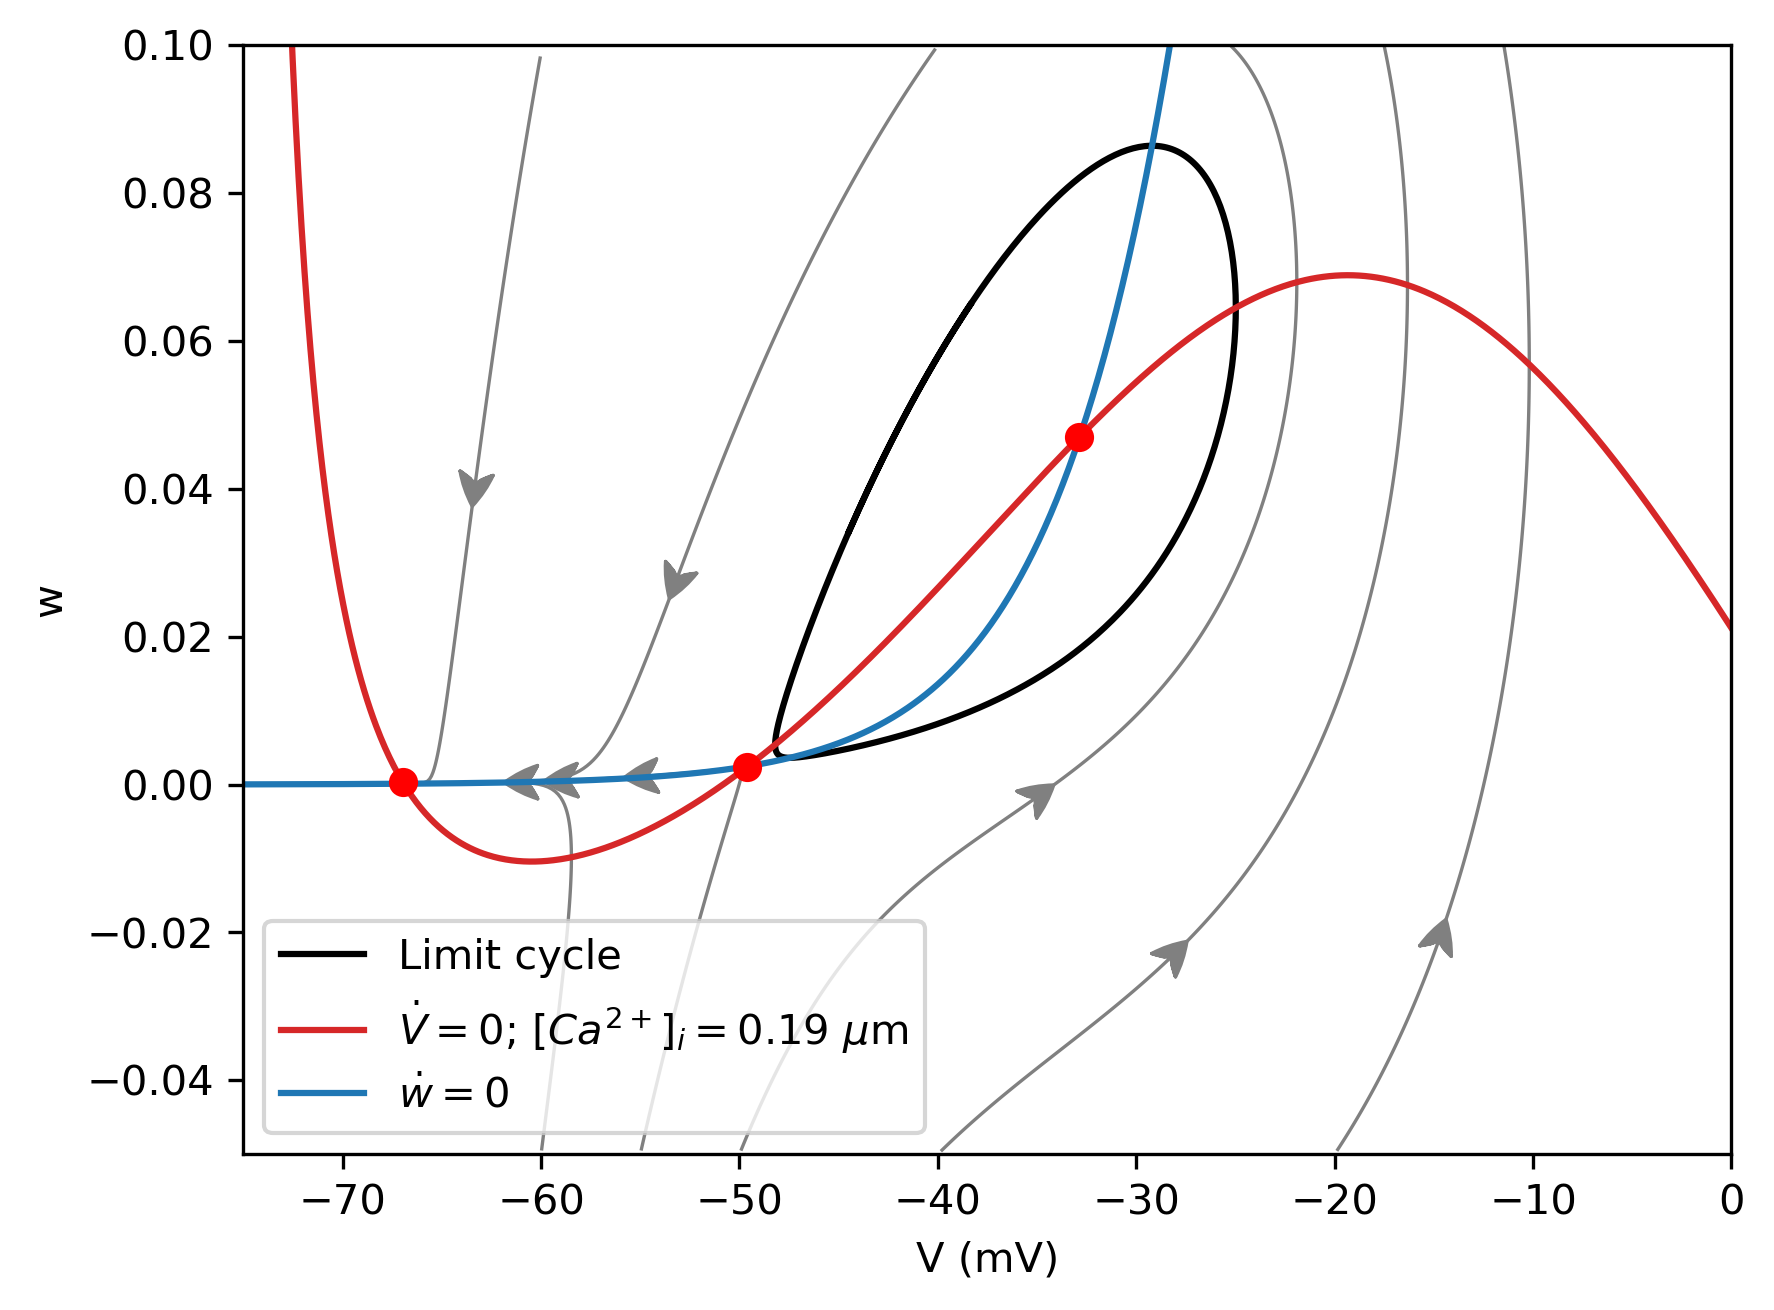 0.10
0.08
0.06
0.04
0.02
0.00
−0.02
−0.04
w
Limit cycle
V̇ = 0; [Ca²⁺]ᵢ = 0.19 μm
ẇ = 0
−70 −60 −50 −40 −30 −20 −10 0
V (mV)